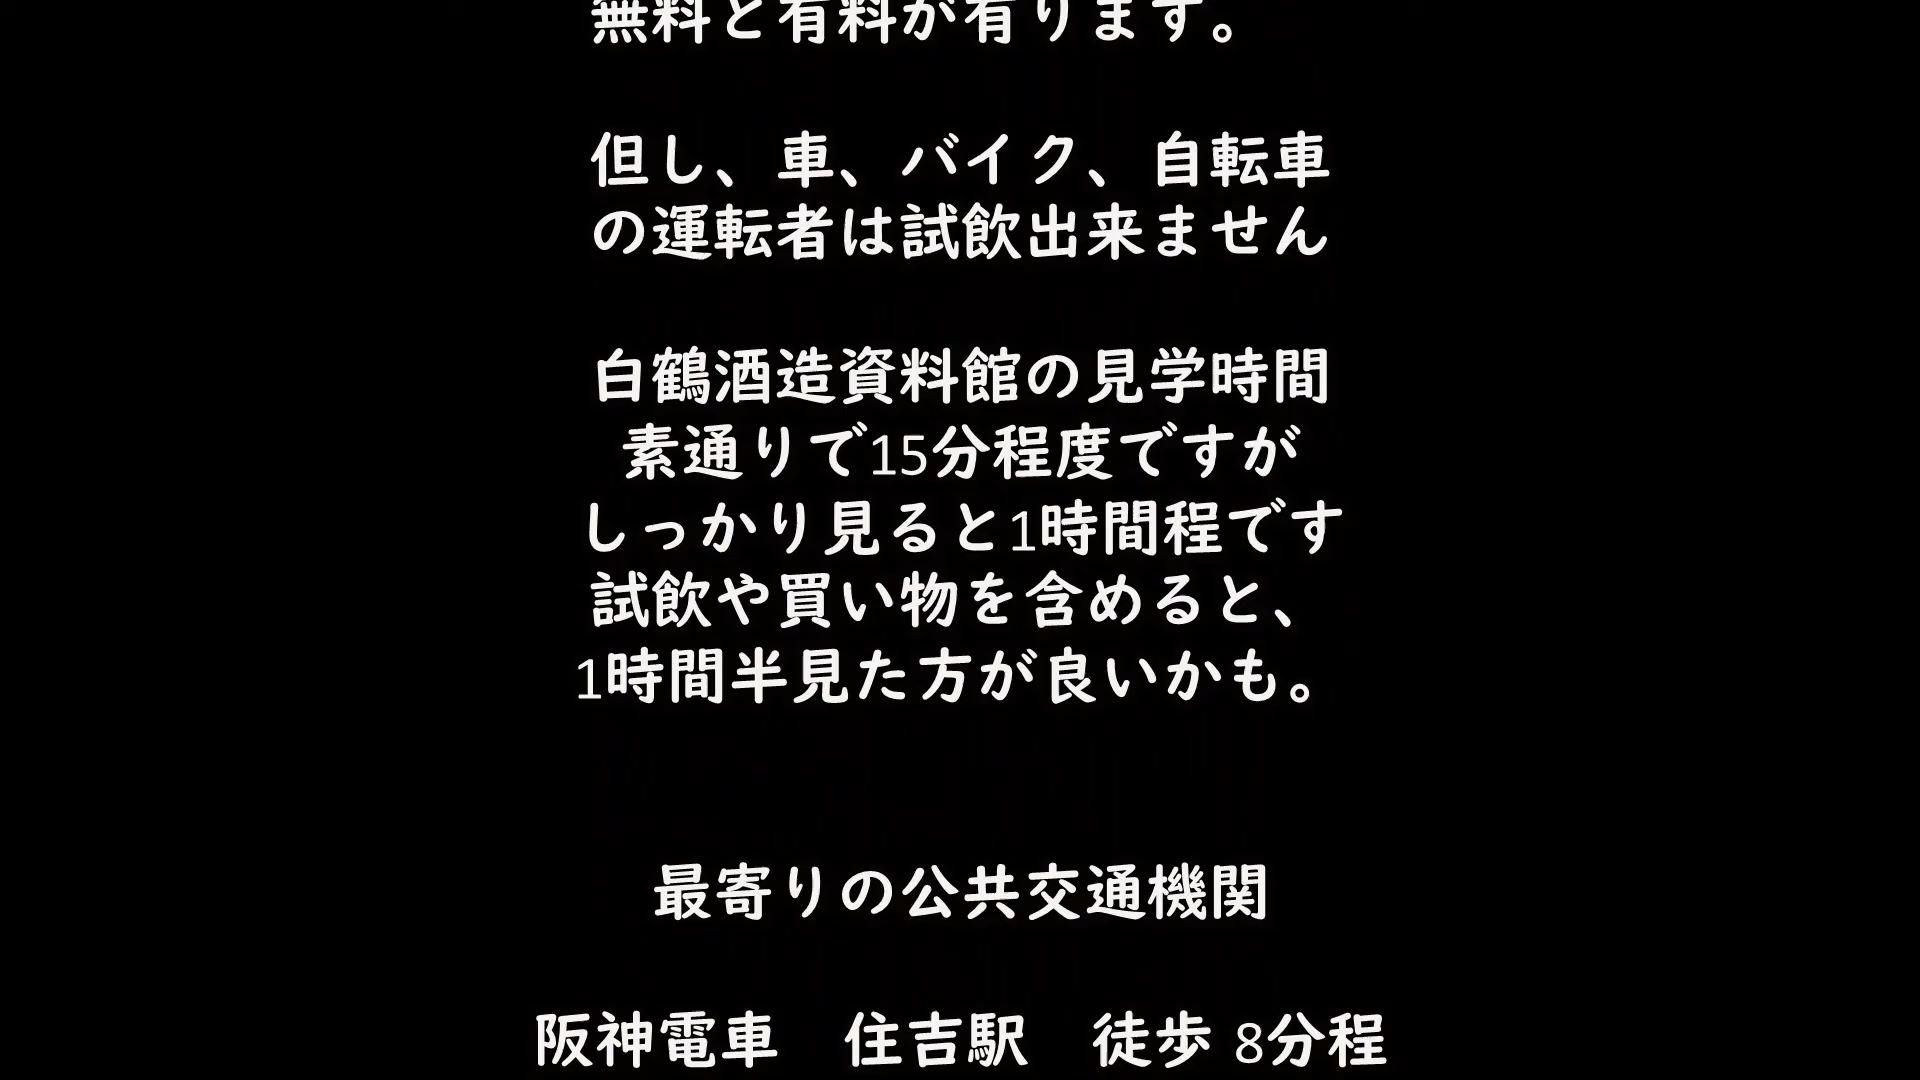 無料と有料が有ります。
但し、車、バイク、自転車
の運転者は試飲出来ません
白鶴酒造資料館の見学時間
素通りで15分程度ですが
しっかり見ると1時間程です
試飲や買い物を含めると、
1時間半見た方が良いかも。
最寄りの公共交通機関
阪神電車　住吉駅　徒歩 8分程